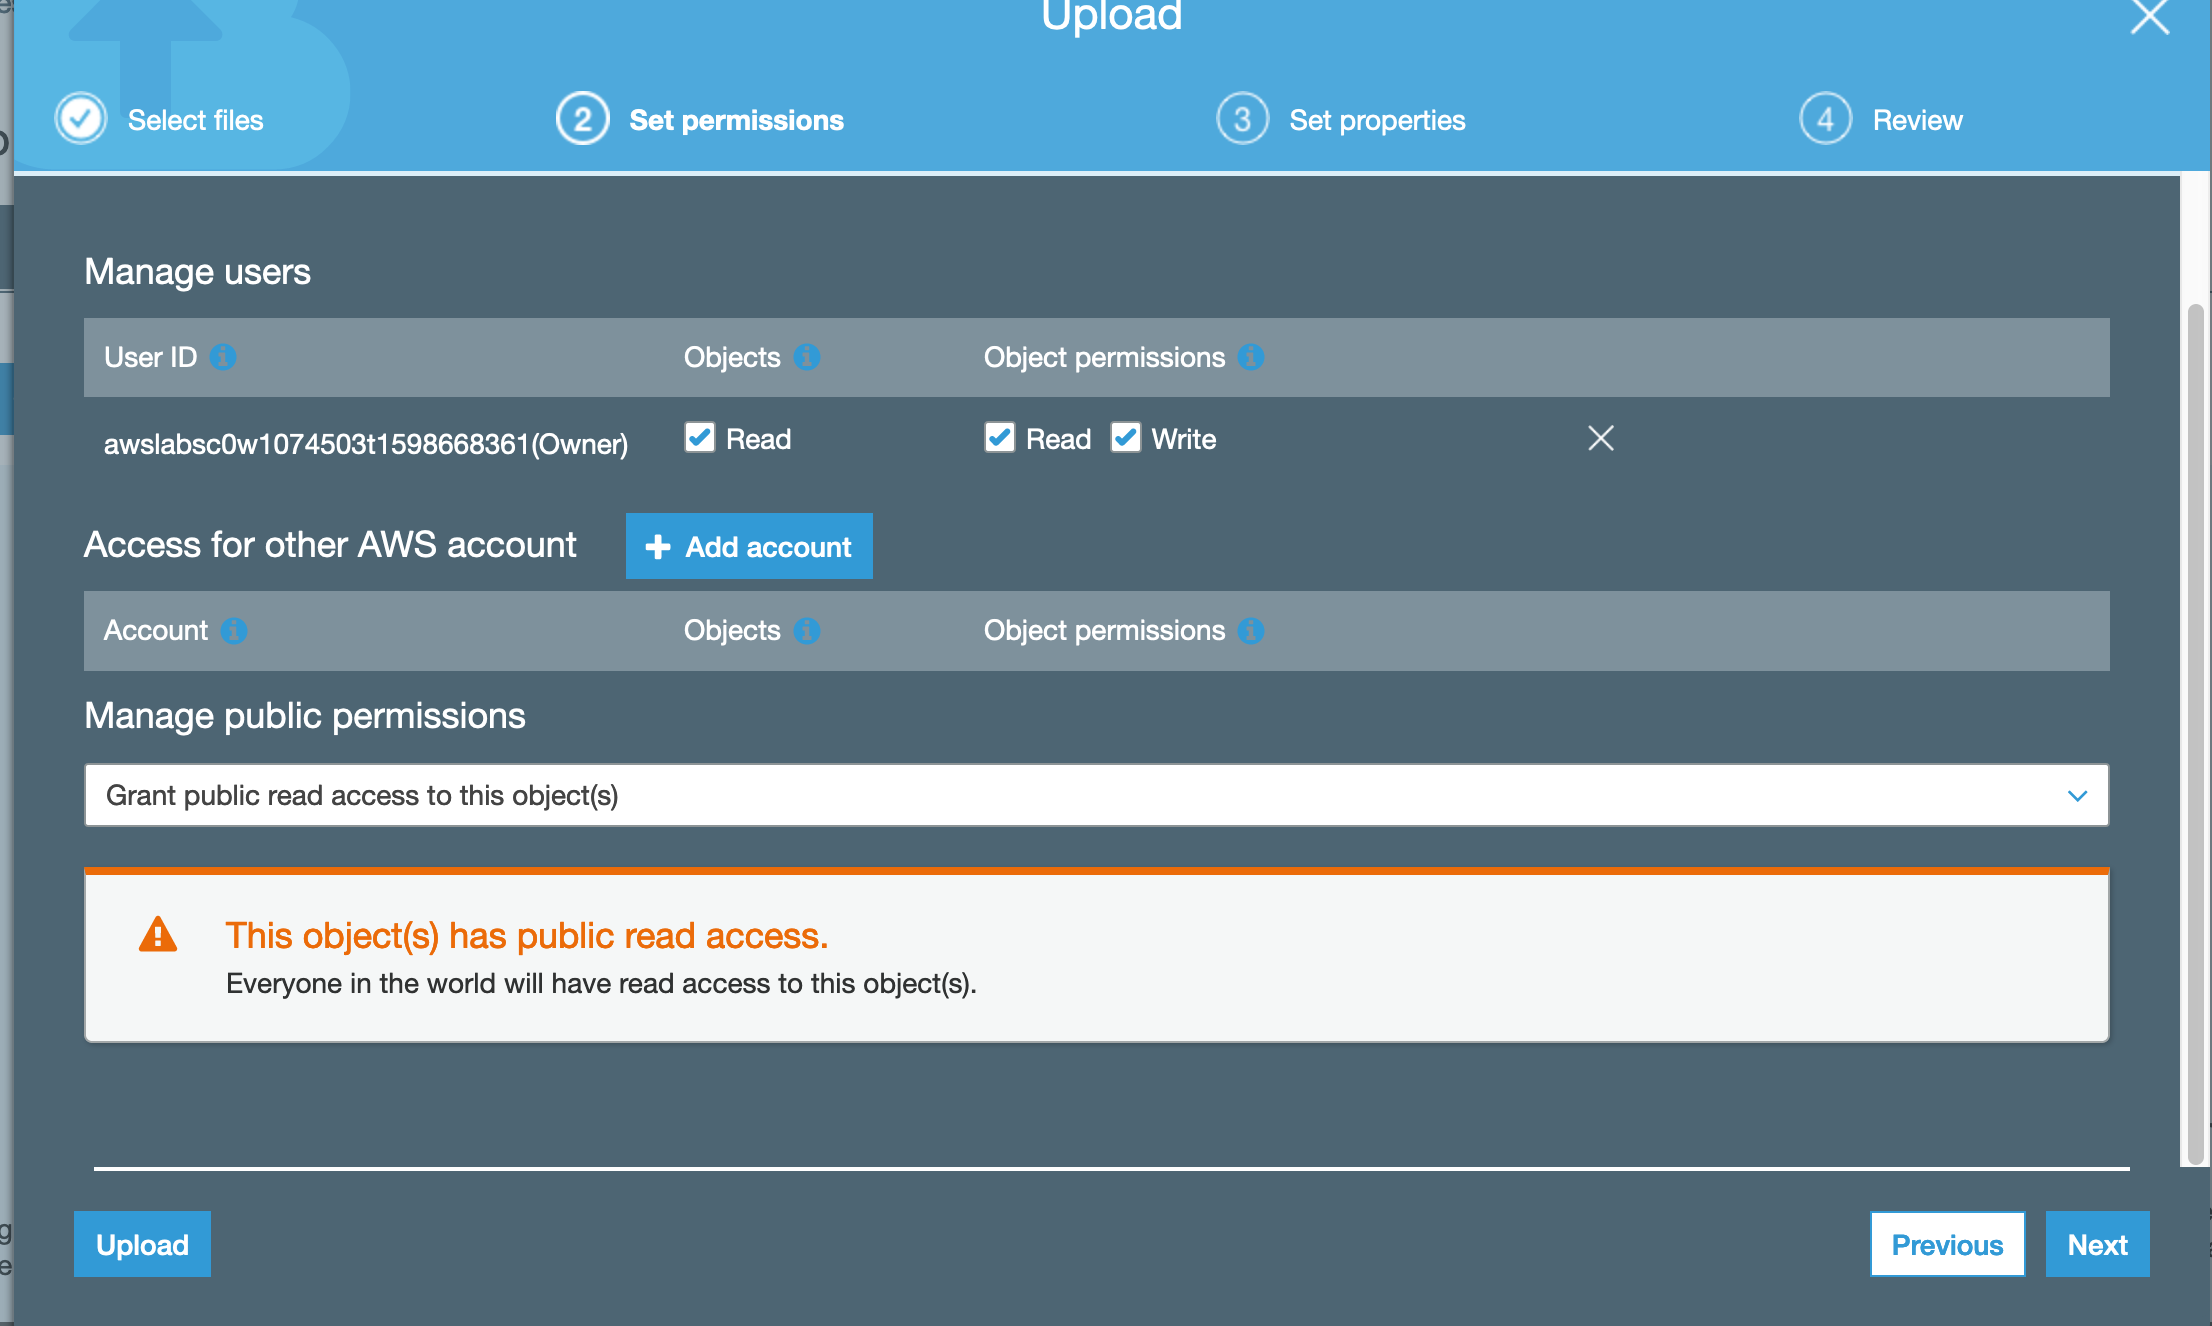 Upload
Select files
2 Set permissions
3 Set properties
4 Review
Manage users
User ID Objects Object permissions
awslabsc0w1074503t1598668361(Owner) Read Read Write
Access for other AWS account + Add account
Account Objects Object permissions
Manage public permissions
Grant public read access to this object(s)
This object(s) has public read access.
Everyone in the world will have read access to this object(s).
Upload Previous Next